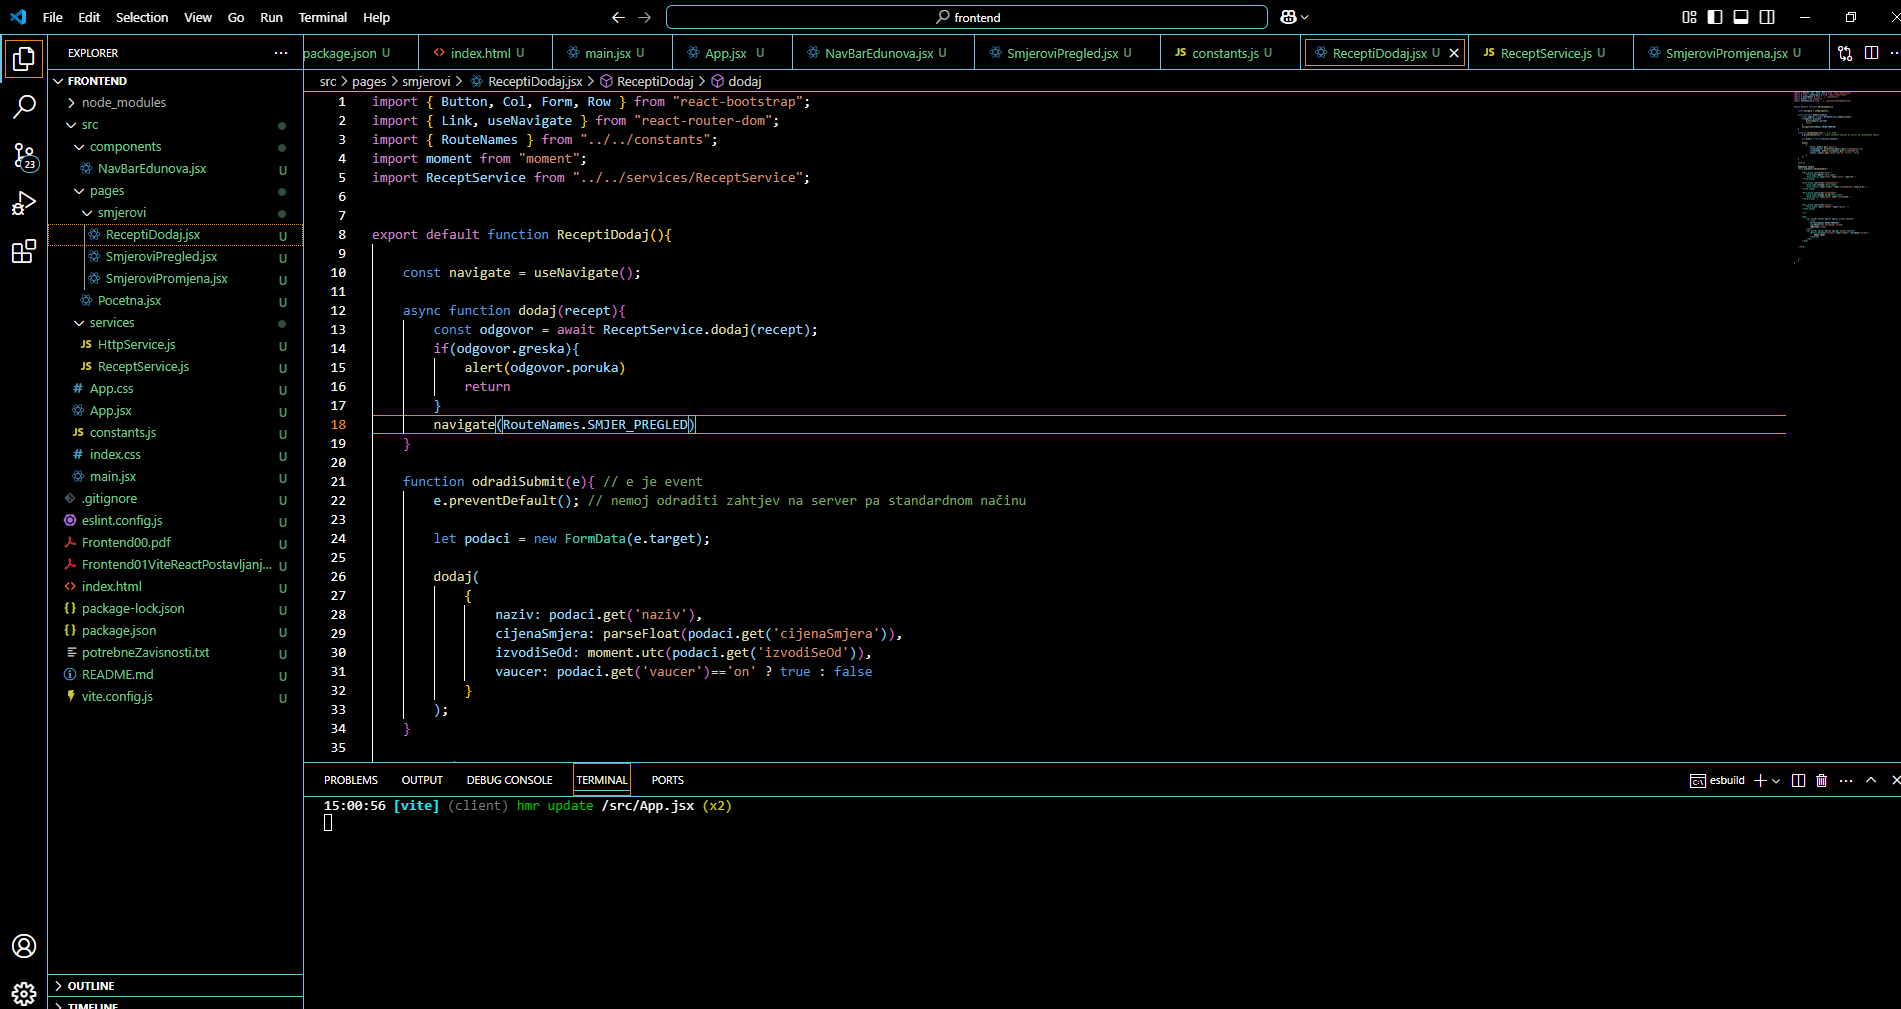 File Edit Selection View Go Run Terminal Help
frontend
EXPLORER
package.json U
index.html U
main.jsx U
App.jsx U
NavBarEdunova.jsx U
SmjeroviPregled.jsx U
JS constants.js U
ReceptiDodaj.jsx U
JS ReceptService.js U
SmjeroviPromjena.jsx U
src > pages > smjerovi > ReceptiDodaj.jsx > ReceptiDodaj > dodaj
FRONTEND
node_modules
src
components
NavBarEdunova.jsx U
pages
smjerovi
ReceptiDodaj.jsx U
SmjeroviPregled.jsx U
SmjeroviPromjena.jsx U
Pocetna.jsx U
services
JS HttpService.js U
JS ReceptService.js U
# App.css U
App.jsx U
JS constants.js U
# index.css U
main.jsx U
.gitignore U
eslint.config.js U
Frontend00.pdf U
Frontend01ViteReactPostavljanj... U
<> index.html U
{} package-lock.json U
{} package.json U
potrebneZavisnosti.txt U
README.md U
vite.config.js U
23
OUTLINE
TIMELINE
1 import { Button, Col, Form, Row } from "react-bootstrap";
2 import { Link, useNavigate } from "react-router-dom";
3 import { RouteNames } from "../../constants";
4 import moment from "moment";
5 import ReceptService from "../../services/ReceptService";
6
7
8 export default function ReceptiDodaj(){
9
10 const navigate = useNavigate();
11
12 async function dodaj(recept){
13 const odgovor = await ReceptService.dodaj(recept);
14 if(odgovor.greska){
15 alert(odgovor.poruka)
16 return
17 }
18 navigate(RouteNames.SMJER_PREGLED)
19 }
20
21 function odradiSubmit(e){ // e je event
22 e.preventDefault(); // nemoj odraditi zahtjev na server pa standardnom načinu
23
24 let podaci = new FormData(e.target);
25
26 dodaj(
27 {
28 naziv: podaci.get('naziv'),
29 cijenaSmjera: parseFloat(podaci.get('cijenaSmjera')),
30 izvodiSeOd: moment.utc(podaci.get('izvodiSeOd')),
31 vaucer: podaci.get('vaucer')=='on' ? true : false
32 }
33 );
34 }
35
PROBLEMS OUTPUT DEBUG CONSOLE TERMINAL PORTS
esbuild
15:00:56 [vite] (client) hmr update /src/App.jsx (x2)